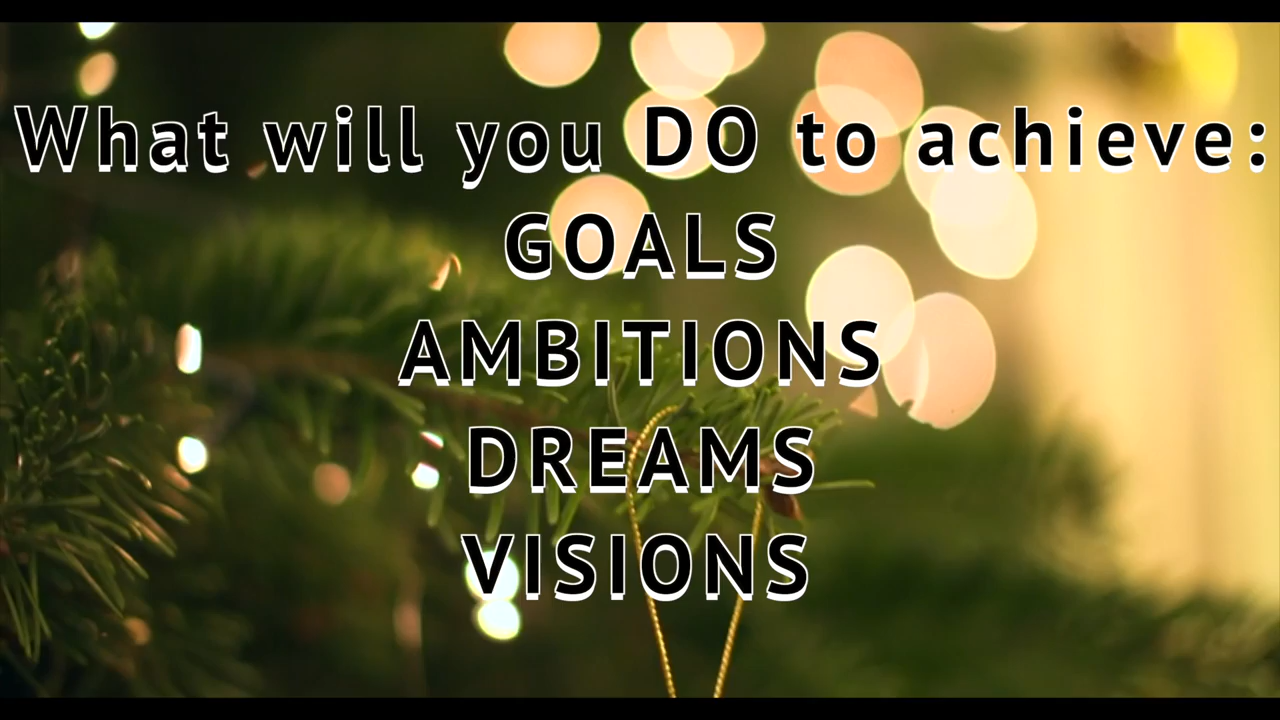 What will you DO to achieve:
GOALS
AMBITIONS
DREAMS
VISIONS